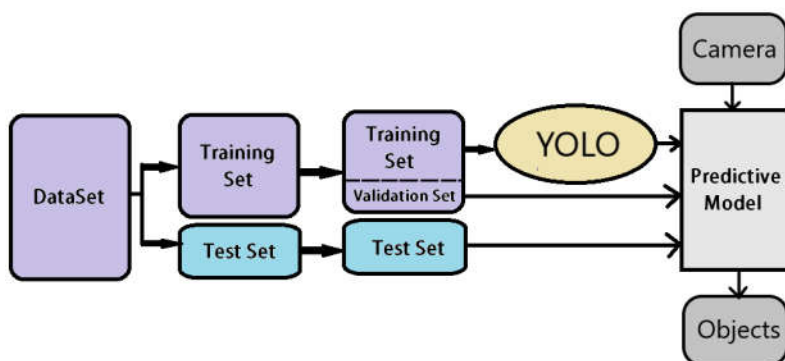 Camera
DataSet
Training
Set
Training
Set
Validation Set
YOLO
Predictive
Model
Test Set
Test Set
Objects